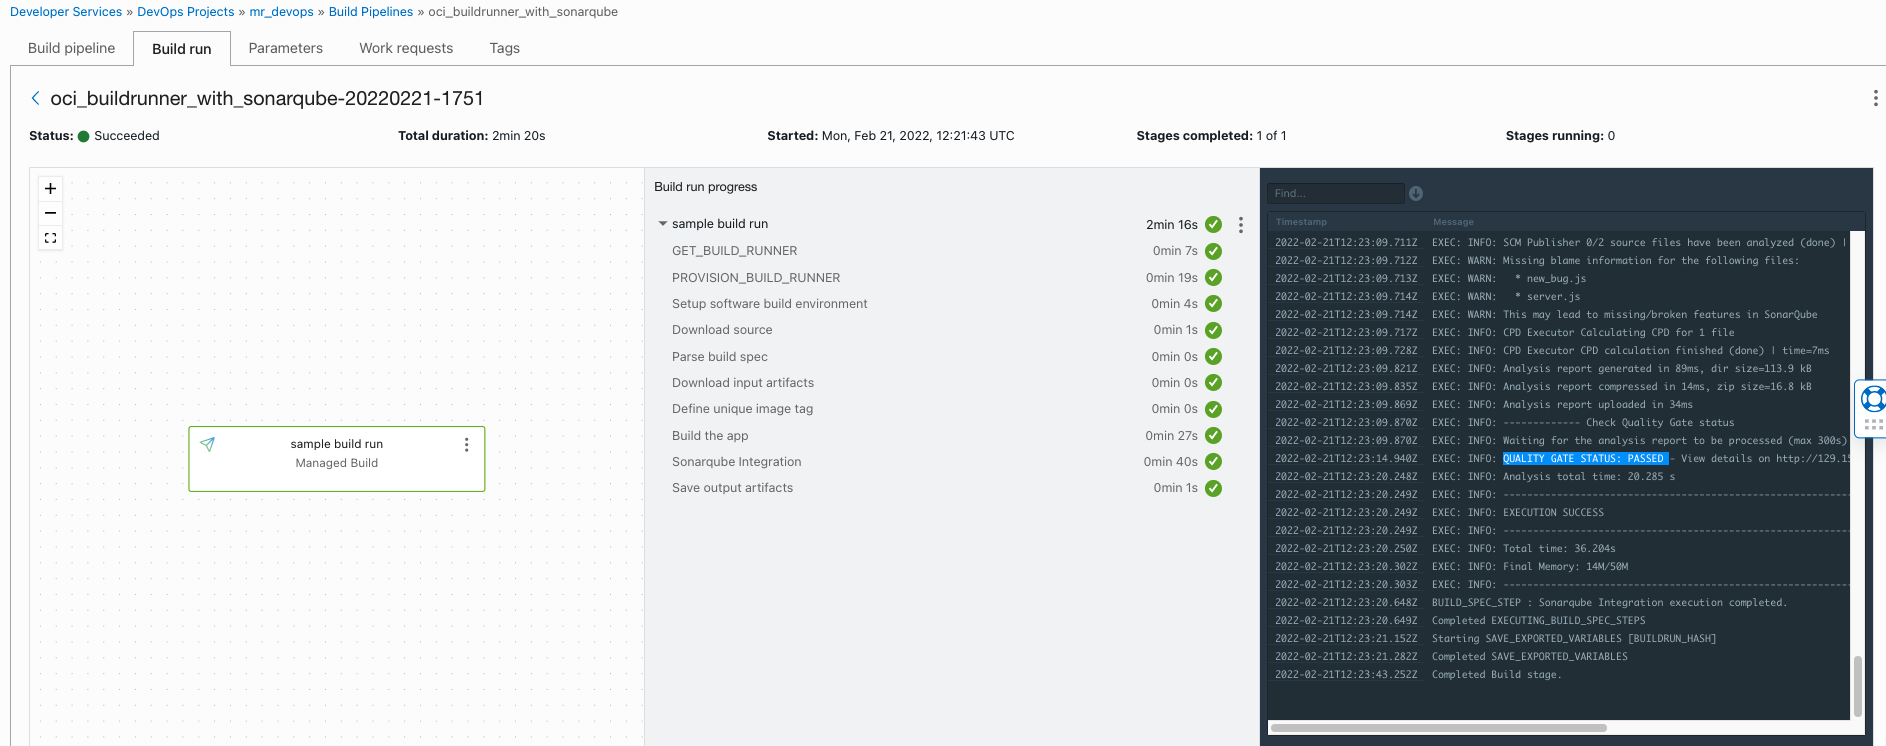 Developer Services » DevOps Projects » mr_devops » Build Pipelines » oci_buildrunner_with_sonarqube
Build pipeline Build run Parameters Work requests Tags
oci_buildrunner_with_sonarqube-20220221-1751
Status: Succeeded Total duration: 2min 20s Started: Mon, Feb 21, 2022, 12:21:43 UTC Stages completed: 1 of 1 Stages running: 0
sample build run
Managed Build
Build run progress
sample build run 2min 16s
GET_BUILD_RUNNER 0min 7s
PROVISION_BUILD_RUNNER 0min 19s
Setup software build environment 0min 4s
Download source 0min 1s
Parse build spec 0min 0s
Download input artifacts 0min 0s
Define unique image tag 0min 0s
Build the app 0min 27s
Sonarqube Integration 0min 40s
Save output artifacts 0min 1s
Find...
Timestamp Message
2022-02-21T12:23:09.711Z EXEC: INFO: SCM Publisher 0/2 source files have been analyzed (done) |
2022-02-21T12:23:09.712Z EXEC: WARN: Missing blame information for the following files:
2022-02-21T12:23:09.713Z EXEC: WARN: * new_bug.js
2022-02-21T12:23:09.714Z EXEC: WARN: * server.js
2022-02-21T12:23:09.714Z EXEC: WARN: This may lead to missing/broken features in SonarQube
2022-02-21T12:23:09.717Z EXEC: INFO: CPD Executor Calculating CPD for 1 file
2022-02-21T12:23:09.728Z EXEC: INFO: CPD Executor CPD calculation finished (done) | time=7ms
2022-02-21T12:23:09.821Z EXEC: INFO: Analysis report generated in 89ms, dir size=113.9 kB
2022-02-21T12:23:09.835Z EXEC: INFO: Analysis report compressed in 14ms, zip size=16.8 kB
2022-02-21T12:23:09.869Z EXEC: INFO: Analysis report uploaded in 34ms
2022-02-21T12:23:09.870Z EXEC: INFO: ------------- Check Quality Gate status
2022-02-21T12:23:09.870Z EXEC: INFO: Waiting for the analysis report to be processed (max 300s)
2022-02-21T12:23:14.940Z EXEC: INFO: QUALITY GATE STATUS: PASSED - View details on http://129.15
2022-02-21T12:23:20.248Z EXEC: INFO: Analysis total time: 20.285 s
2022-02-21T12:23:20.249Z EXEC: INFO: -----------------------------------------------------------
2022-02-21T12:23:20.249Z EXEC: INFO: EXECUTION SUCCESS
2022-02-21T12:23:20.249Z EXEC: INFO: -----------------------------------------------------------
2022-02-21T12:23:20.250Z EXEC: INFO: Total time: 36.204s
2022-02-21T12:23:20.302Z EXEC: INFO: Final Memory: 14M/50M
2022-02-21T12:23:20.303Z EXEC: INFO: -----------------------------------------------------------
2022-02-21T12:23:20.648Z BUILD_SPEC_STEP : Sonarqube Integration execution completed.
2022-02-21T12:23:20.649Z Completed EXECUTING_BUILD_SPEC_STEPS
2022-02-21T12:23:21.152Z Starting SAVE_EXPORTED_VARIABLES [BUILDRUN_HASH]
2022-02-21T12:23:21.282Z Completed SAVE_EXPORTED_VARIABLES
2022-02-21T12:23:43.252Z Completed Build stage.